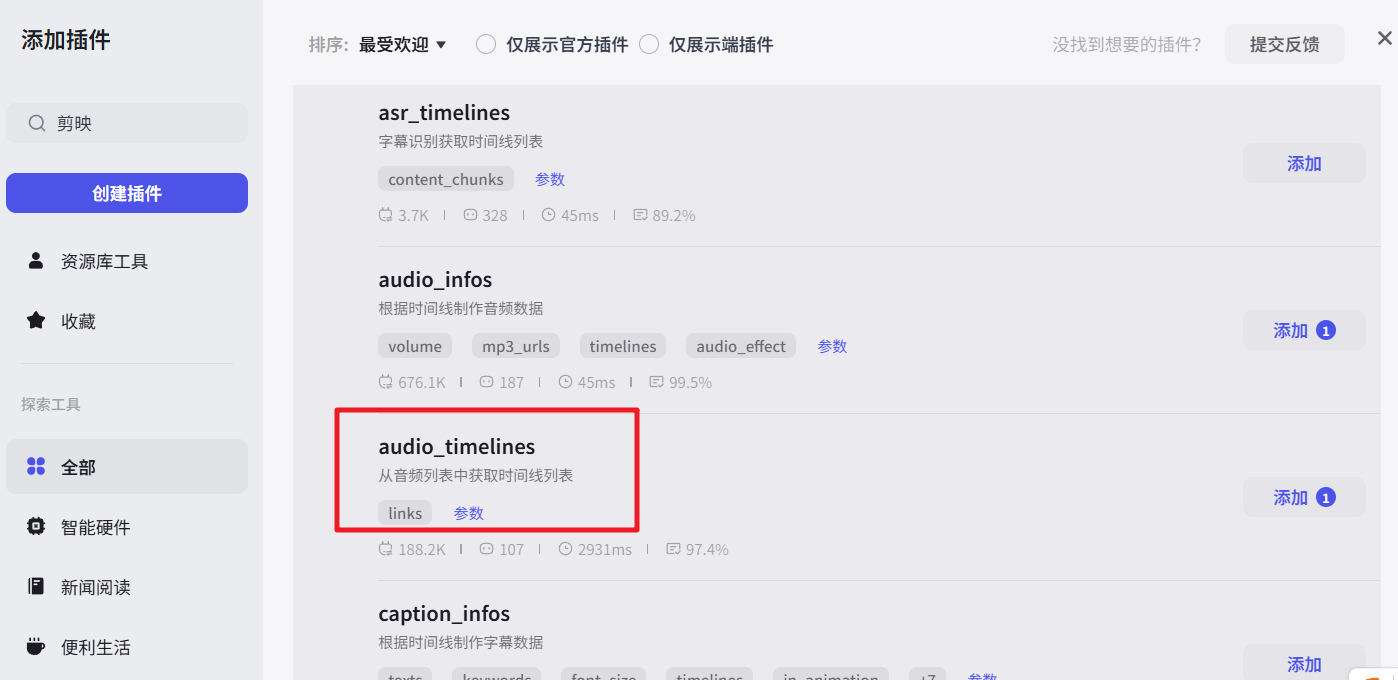 添加插件
剪映
创建插件
资源库工具
收藏
探索工具
全部
智能硬件
新闻阅读
便利生活
排序: 最受欢迎 仅展示官方插件 仅展示端插件 没找到想要的插件? 提交反馈
asr_timelines
字幕识别获取时间线列表
content_chunks 参数
3.7K 328 45ms 89.2%
添加
audio_infos
根据时间线制作音频数据
volume mp3_urls timelines audio_effect 参数
676.1K 187 45ms 99.5%
添加 1
audio_timelines
从音频列表中获取时间线列表
links 参数
188.2K 107 2931ms 97.4%
添加 1
caption_infos
根据时间线制作字幕数据
texts keywords font_size timelines in_animation +7 参数
添加